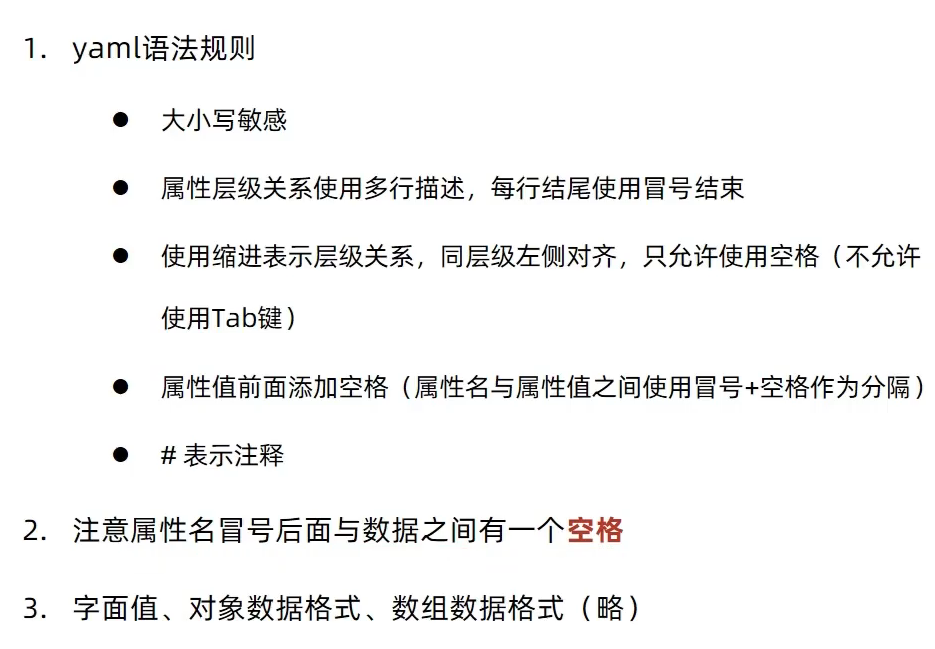 1. yaml语法规则
● 大小写敏感
● 属性层级关系使用多行描述，每行结尾使用冒号结束
● 使用缩进表示层级关系，同层级左侧对齐，只允许使用空格（不允许
使用Tab键）
● 属性值前面添加空格（属性名与属性值之间使用冒号+空格作为分隔）
● # 表示注释
2. 注意属性名冒号后面与数据之间有一个空格
3. 字面值、对象数据格式、数组数据格式（略）